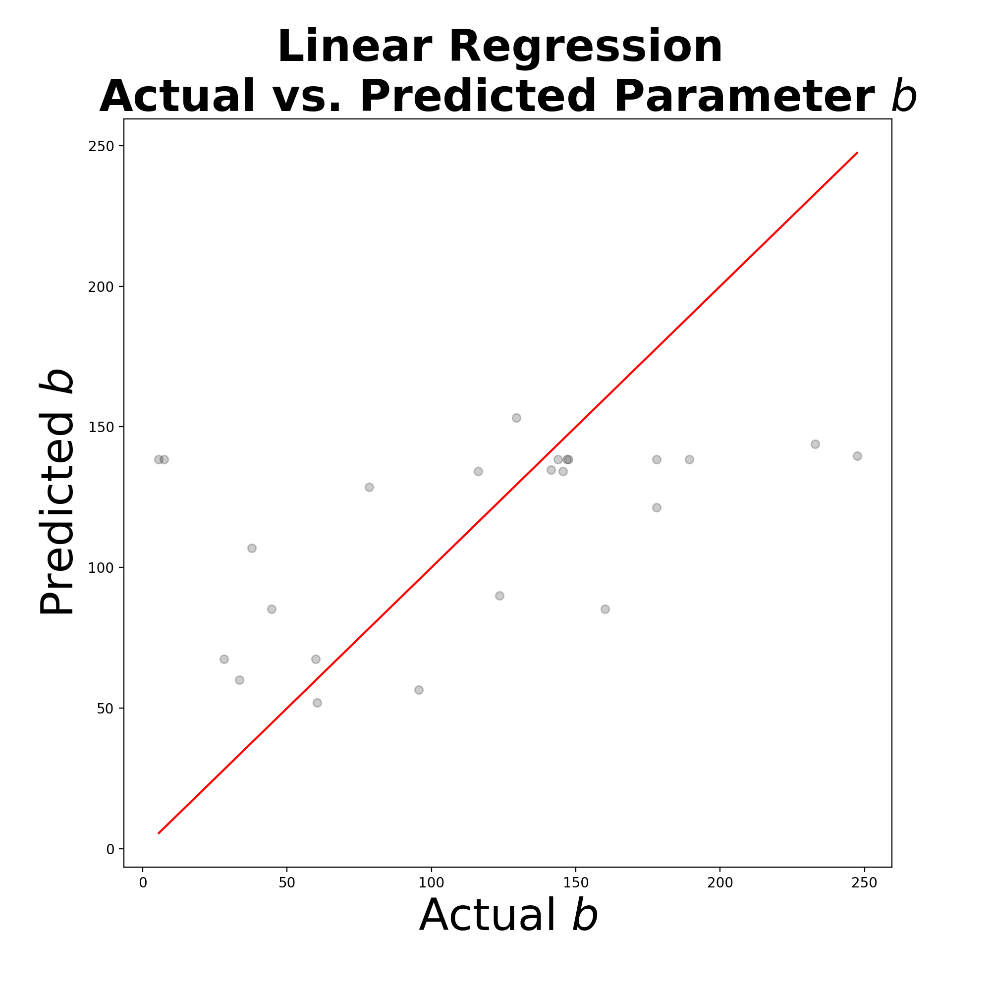 Linear Regression
Actual vs. Predicted Parameter b
250
200
150
100
50
0
Predicted b
0 50 100 150 200 250
Actual b